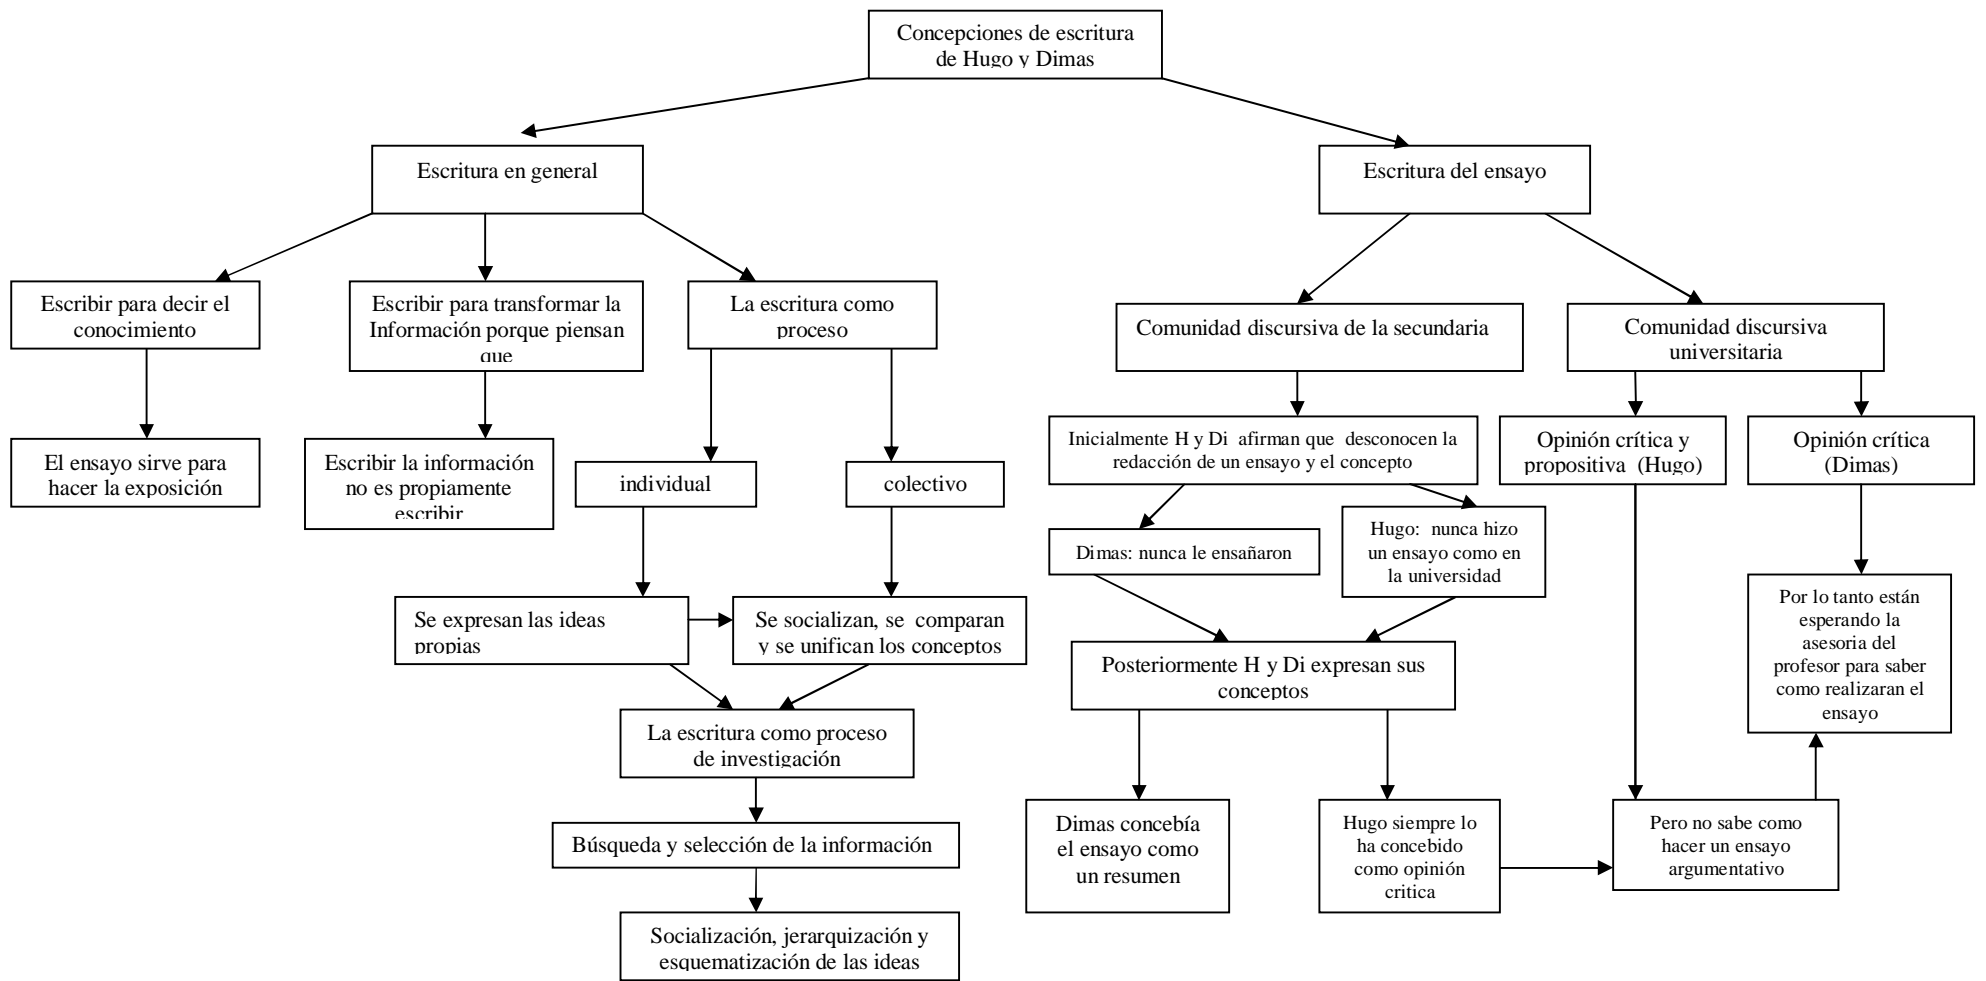 Concepciones de escritura
de Hugo y Dimas
Escritura en general
Escritura del ensayo
Escribir para decir el
conocimiento
Escribir para transformar la
Información porque piensan
que
La escritura como
proceso
Comunidad discursiva de la secundaria
Comunidad discursiva
universitaria
El ensayo sirve para
hacer la exposición
Escribir la información
no es propiamente
escribir
individual
colectivo
Inicialmente H y Di afirman que desconocen la
redacción de un ensayo y el concepto
Opinión crítica y
propositiva (Hugo)
Opinión crítica
(Dimas)
Dimas: nunca le ensañaron
Hugo: nunca hizo
un ensayo como en
la universidad
Se expresan las ideas
propias
Se socializan, se comparan
y se unifican los conceptos
Posteriormente H y Di expresan sus
conceptos
Por lo tanto están
esperando la
asesoria del
profesor para saber
como realizaran el
ensayo
La escritura como proceso
de investigación
Dimas concebía
el ensayo como
un resumen
Hugo siempre lo
ha concebido
como opinión
critica
Pero no sabe como
hacer un ensayo
argumentativo
Búsqueda y selección de la información
Socialización, jerarquización y
esquematización de las ideas